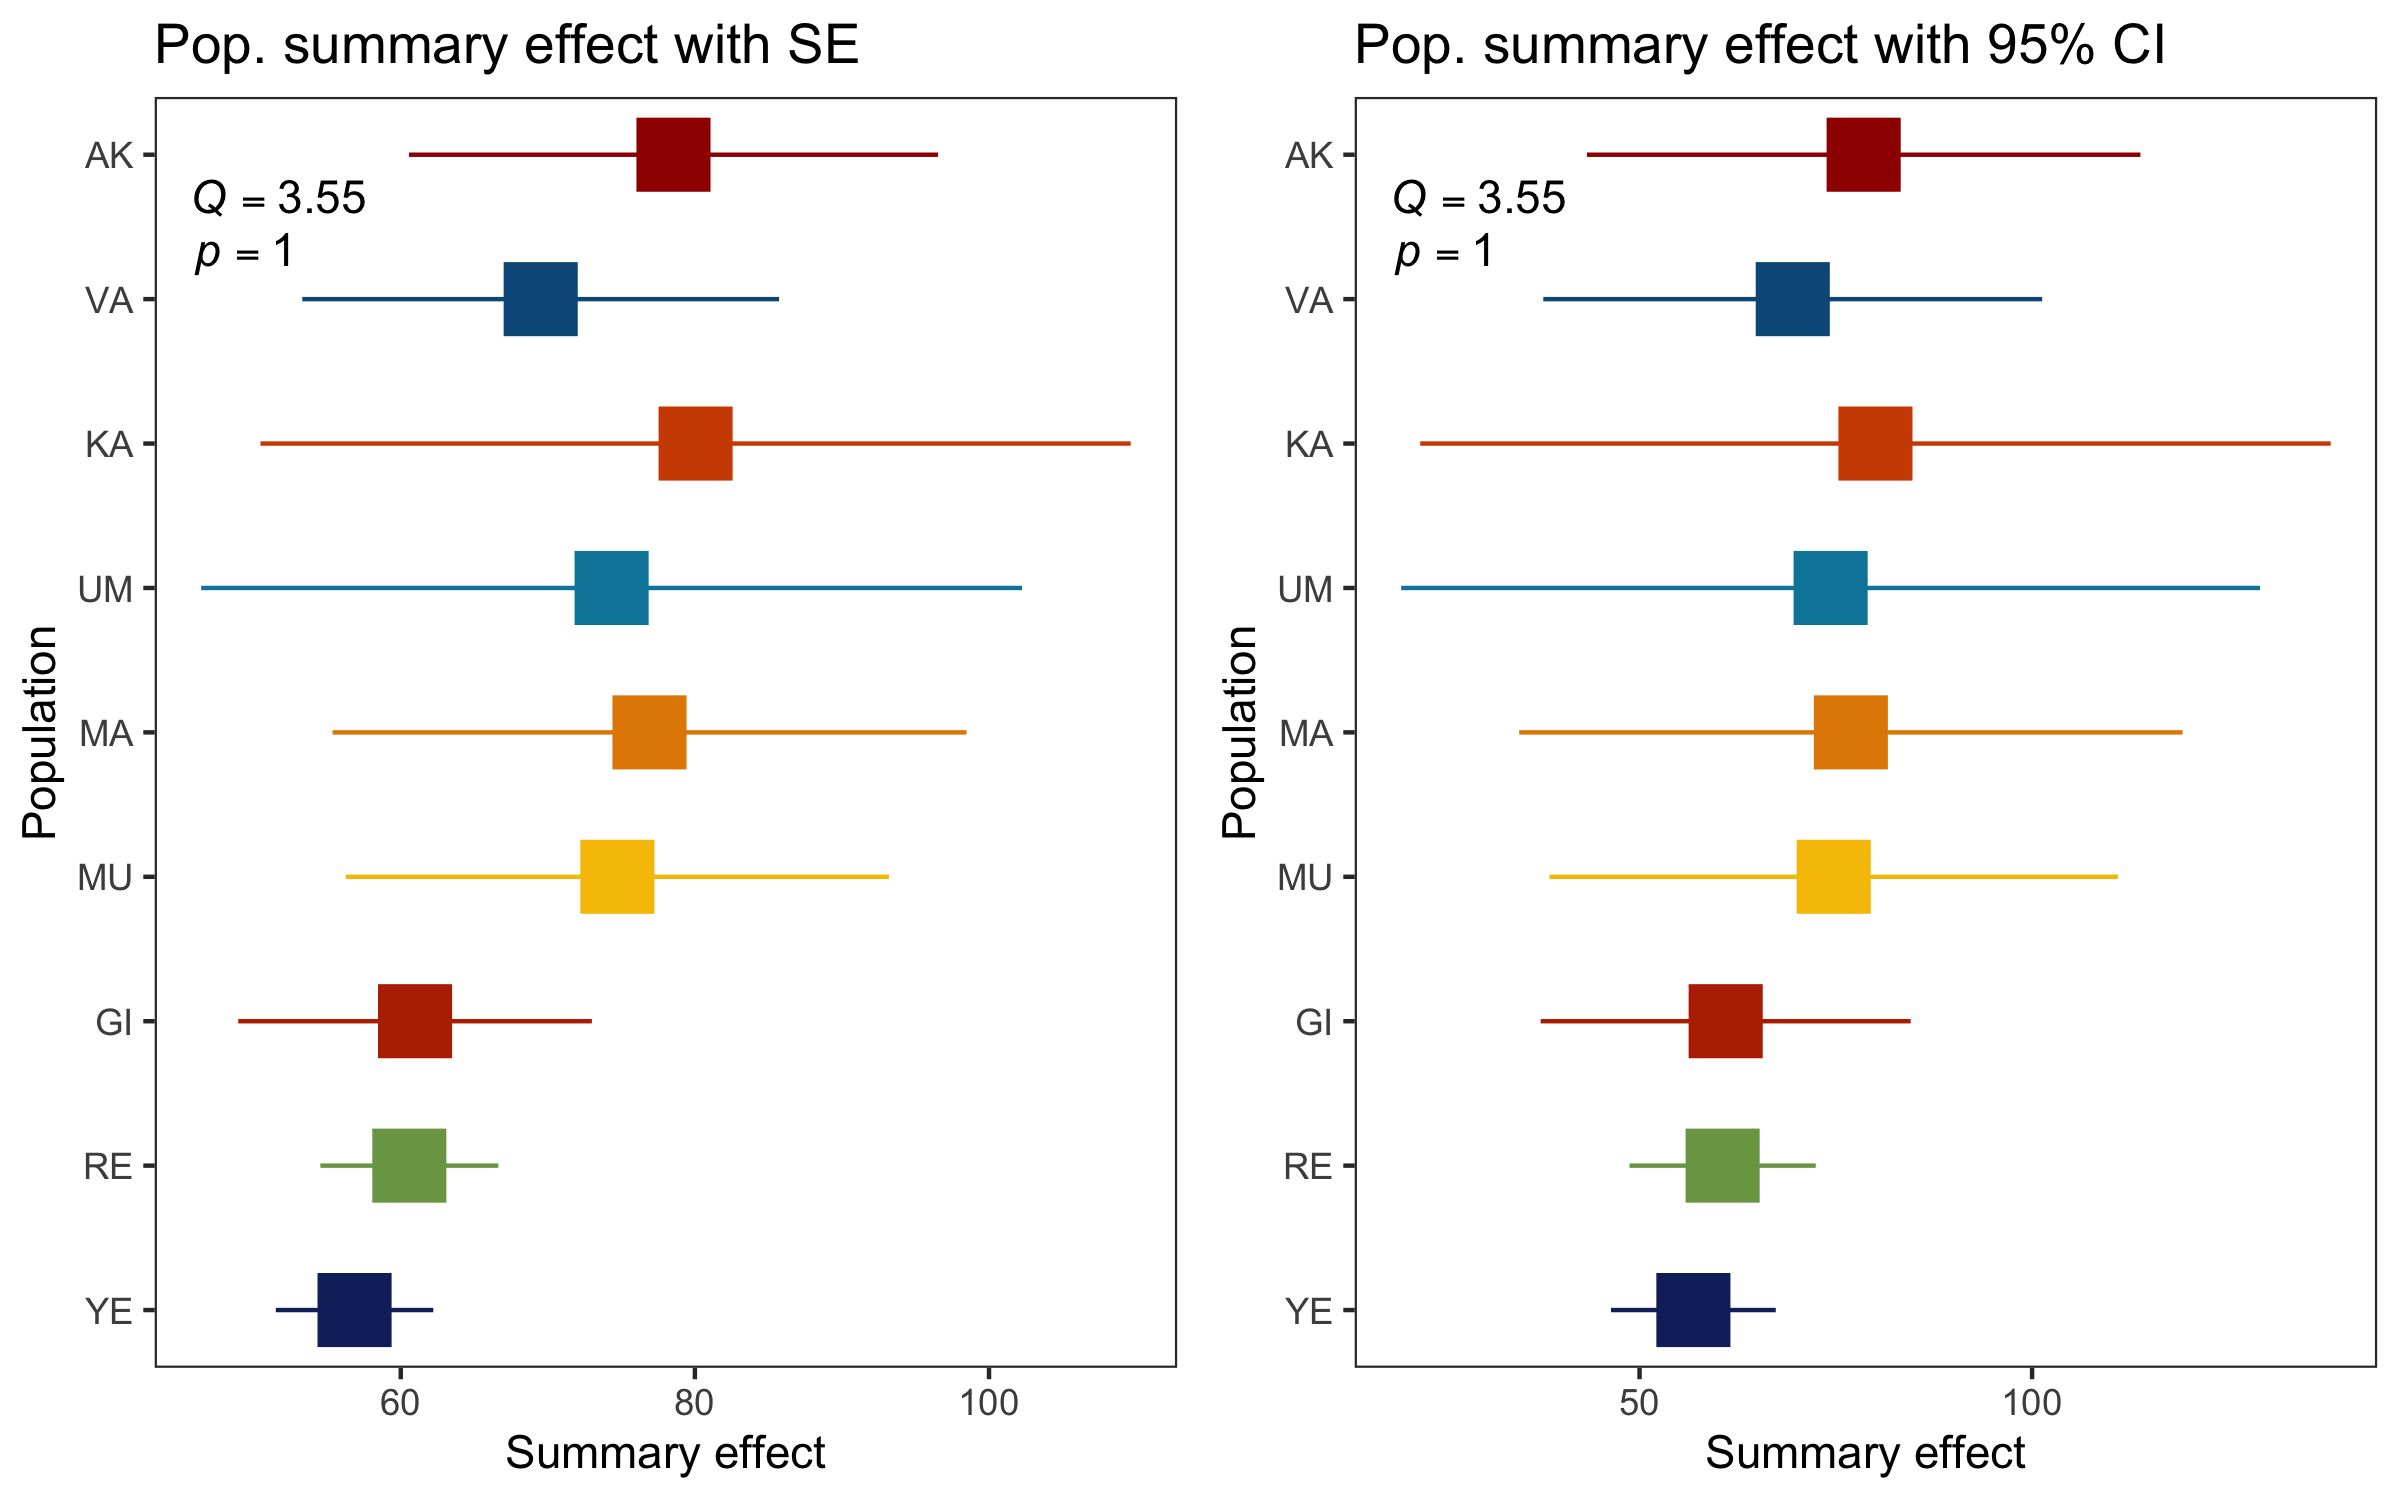 Pop. summary effect with SE
AK
Q = 3.55
p = 1
VA
KA
UM
MA
MU
GI
RE
YE
Population
60 80 100
Summary effect
Pop. summary effect with 95% CI
AK
Q = 3.55
p = 1
VA
KA
UM
MA
MU
GI
RE
YE
Population
50 100
Summary effect